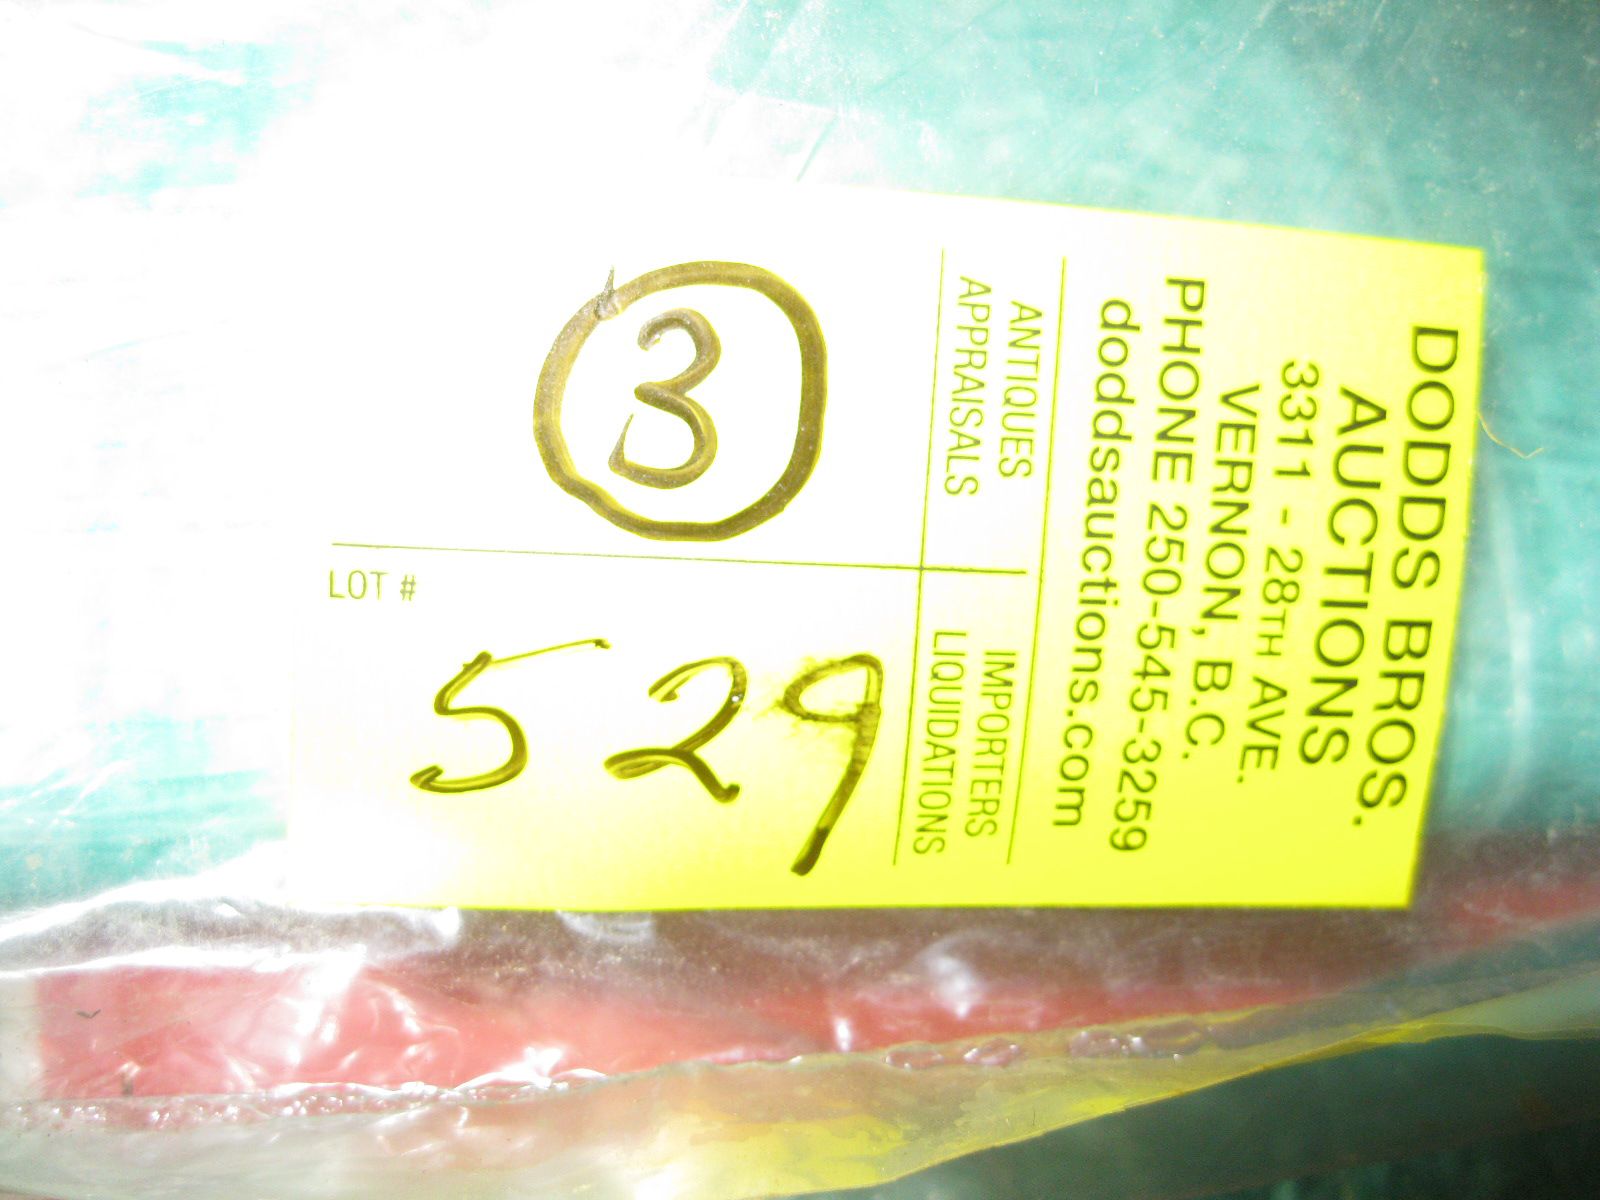 DODDS BROS.
AUCTIONS
3311 - 28TH AVE.
VERNON, B.C.
PHONE 250-545-3259
doddsauctions.com
ANTIQUES IMPORTERS
APPRAISALS LIQUIDATIONS
3
LOT #
529